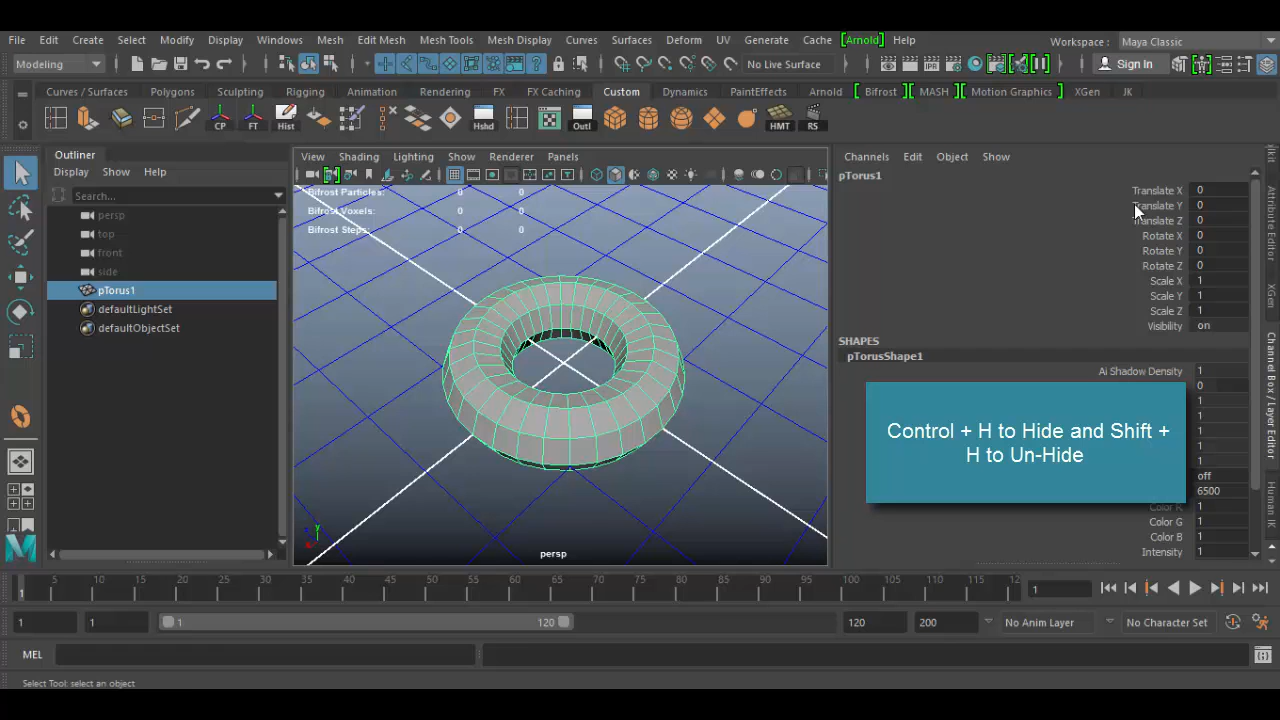 File Edit Create Select Modify Display Windows Mesh Edit Mesh Mesh Tools Mesh Display Curves Surfaces Deform UV Generate Cache [Arnold] Help Workspace : Maya Classic
Modeling No Live Surface Sign In
Curves / Surfaces Polygons Sculpting Rigging Animation Rendering FX FX Caching Custom Dynamics PaintEffects Arnold Bifrost MASH Motion Graphics XGen JK
CP FT Hist Hshd Outl HMT RS
Outliner
Display Show Help
Search...
persp
top
front
side
pTorus1
defaultLightSet
defaultObjectSet
View Shading Lighting Show Renderer Panels
Bifrost Particles: 0 0
Bifrost Voxels: 0 0
Bifrost Steps: 0 0
y
persp
Channels Edit Object Show
pTorus1
Translate X 0
Translate Y 0
Translate Z 0
Rotate X 0
Rotate Y 0
Rotate Z 0
Scale X 1
Scale Y 1
Scale Z 1
Visibility on
SHAPES
pTorusShape1
Ai Shadow Density 1
0
1
1
1
1
1
off
6500
Color R 1
Color G 1
Color B 1
Intensity 1
Control + H to Hide and Shift +
H to Un-Hide
Attribute Editor
XGen
Channel Box / Layer Editor
Human IK
1 5 10 15 20 25 30 35 40 45 50 55 60 65 70 75 80 85 90 95 100 105 110 115 12 1
1 1 1 120 120 200 No Anim Layer No Character Set
MEL
Select Tool: select an object